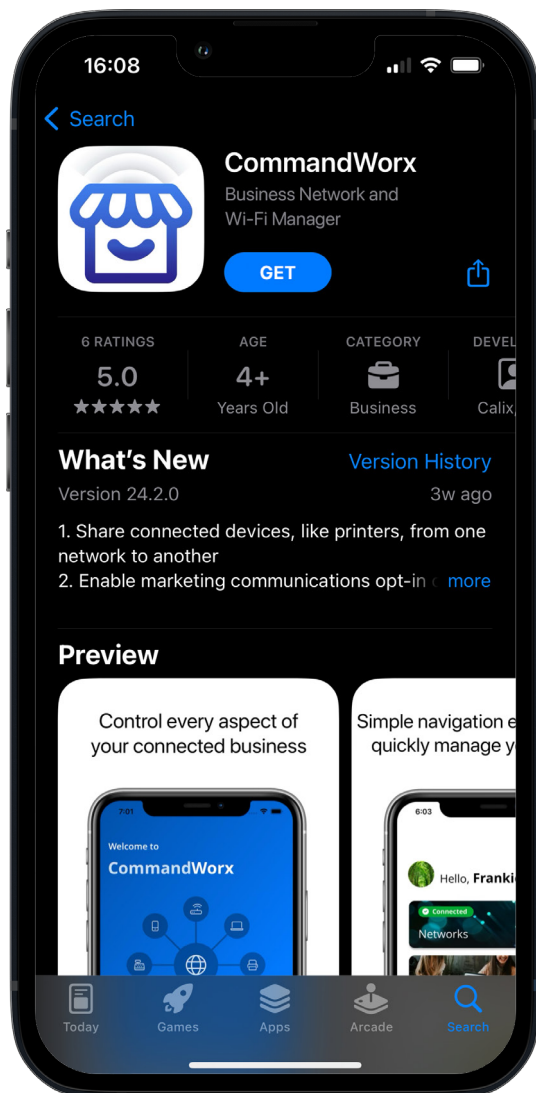 16:08
Search
CommandWorx
Business Network and
Wi-Fi Manager
GET
6 RATINGS
AGE
CATEGORY
DEVEL
5.0
4+
Years Old
Business
Calix,
What's New
Version History
Version 24.2.0
3w ago
1. Share connected devices, like printers, from one
network to another
2. Enable marketing communications opt-in
more
Preview
Control every aspect of
your connected business
Simple navigation e
quickly manage y
7:01
Welcome to
CommandWorx
6:03
Hello, Franki
Connected
Networks
Today
Games
Apps
Arcade
Search